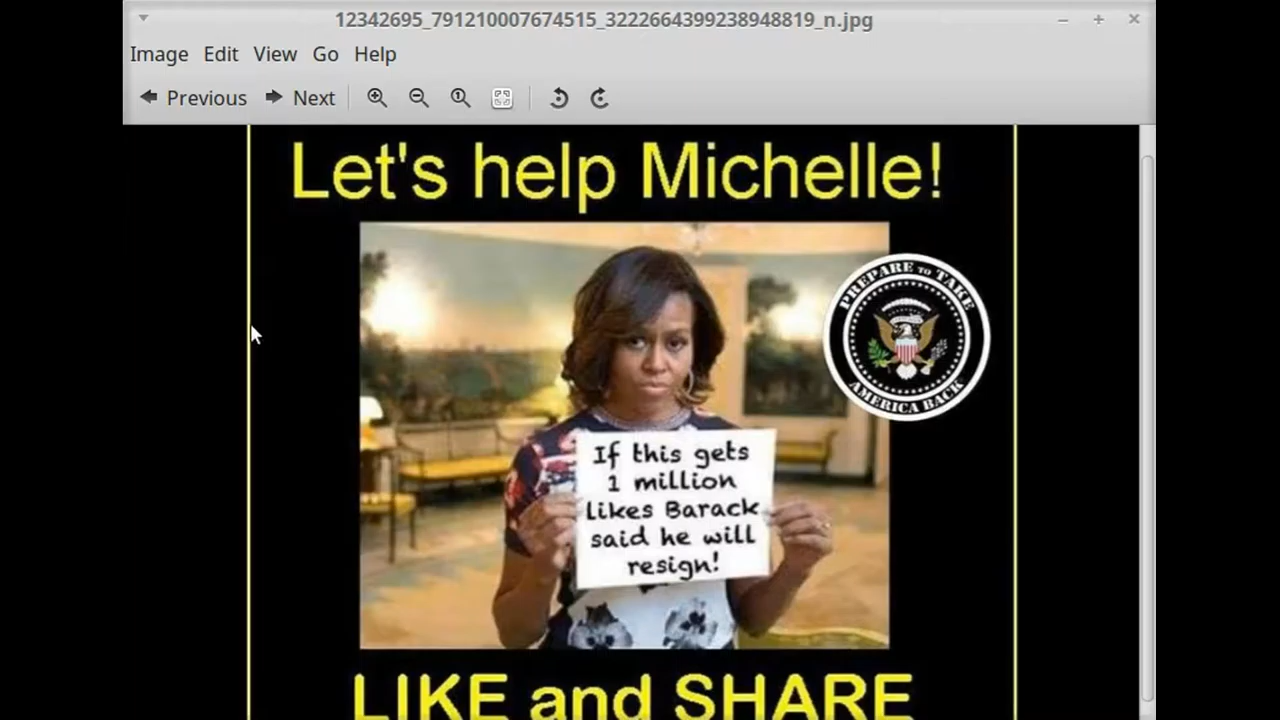 12342695_791210007674515_3222664399238948819_n.jpg
Image Edit View Go Help
Previous Next
Let's help Michelle!
PREPARE TO TAKE
AMERICA BACK
If this gets
1 million
likes Barack
said he will
resign!
LIKE and SHARE